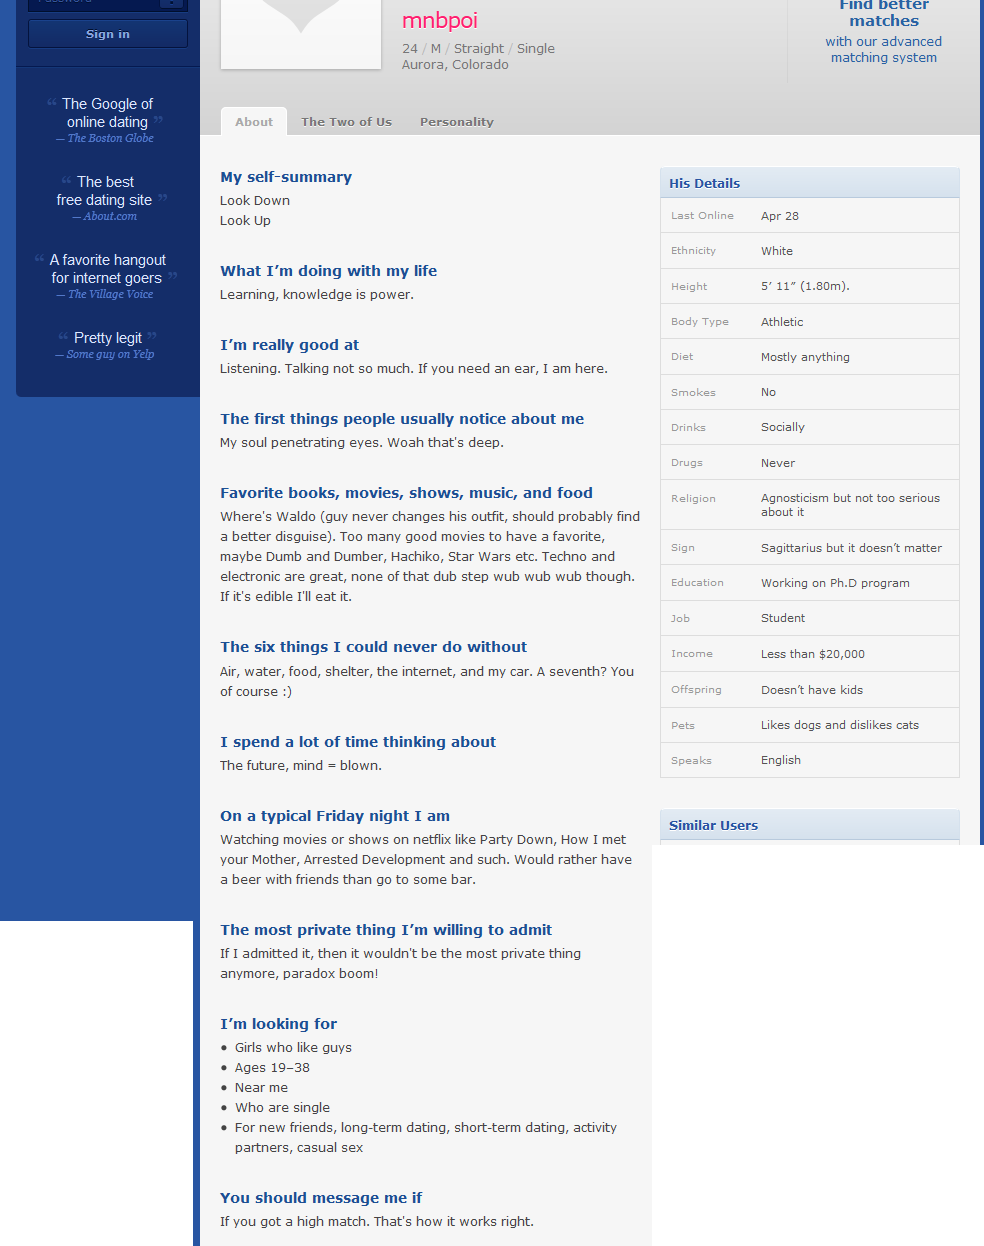 Password
Sign in
“ The Google of
online dating ”
— The Boston Globe
“ The best
free dating site ”
— About.com
“ A favorite hangout
for internet goers ”
— The Village Voice
“ Pretty legit ”
— Some guy on Yelp
mnbpoi
24 / M / Straight / Single
Aurora, Colorado
Find better
matches
with our advanced
matching system
About
The Two of Us
Personality
My self-summary
Look Down
Look Up
What I’m doing with my life
Learning, knowledge is power.
I’m really good at
Listening. Talking not so much. If you need an ear, I am here.
The first things people usually notice about me
My soul penetrating eyes. Woah that's deep.
Favorite books, movies, shows, music, and food
Where's Waldo (guy never changes his outfit, should probably find
a better disguise). Too many good movies to have a favorite,
maybe Dumb and Dumber, Hachiko, Star Wars etc. Techno and
electronic are great, none of that dub step wub wub wub though.
If it's edible I'll eat it.
The six things I could never do without
Air, water, food, shelter, the internet, and my car. A seventh? You
of course :)
I spend a lot of time thinking about
The future, mind = blown.
On a typical Friday night I am
Watching movies or shows on netflix like Party Down, How I met
your Mother, Arrested Development and such. Would rather have
a beer with friends than go to some bar.
The most private thing I’m willing to admit
If I admitted it, then it wouldn't be the most private thing
anymore, paradox boom!
I’m looking for
• Girls who like guys
• Ages 19–38
• Near me
• Who are single
• For new friends, long-term dating, short-term dating, activity
partners, casual sex
You should message me if
If you got a high match. That's how it works right.
His Details
Last Online Apr 28
Ethnicity White
Height 5′ 11″ (1.80m).
Body Type Athletic
Diet Mostly anything
Smokes No
Drinks Socially
Drugs Never
Religion Agnosticism but not too serious
about it
Sign Sagittarius but it doesn’t matter
Education Working on Ph.D program
Job Student
Income Less than $20,000
Offspring Doesn’t have kids
Pets Likes dogs and dislikes cats
Speaks English
Similar Users